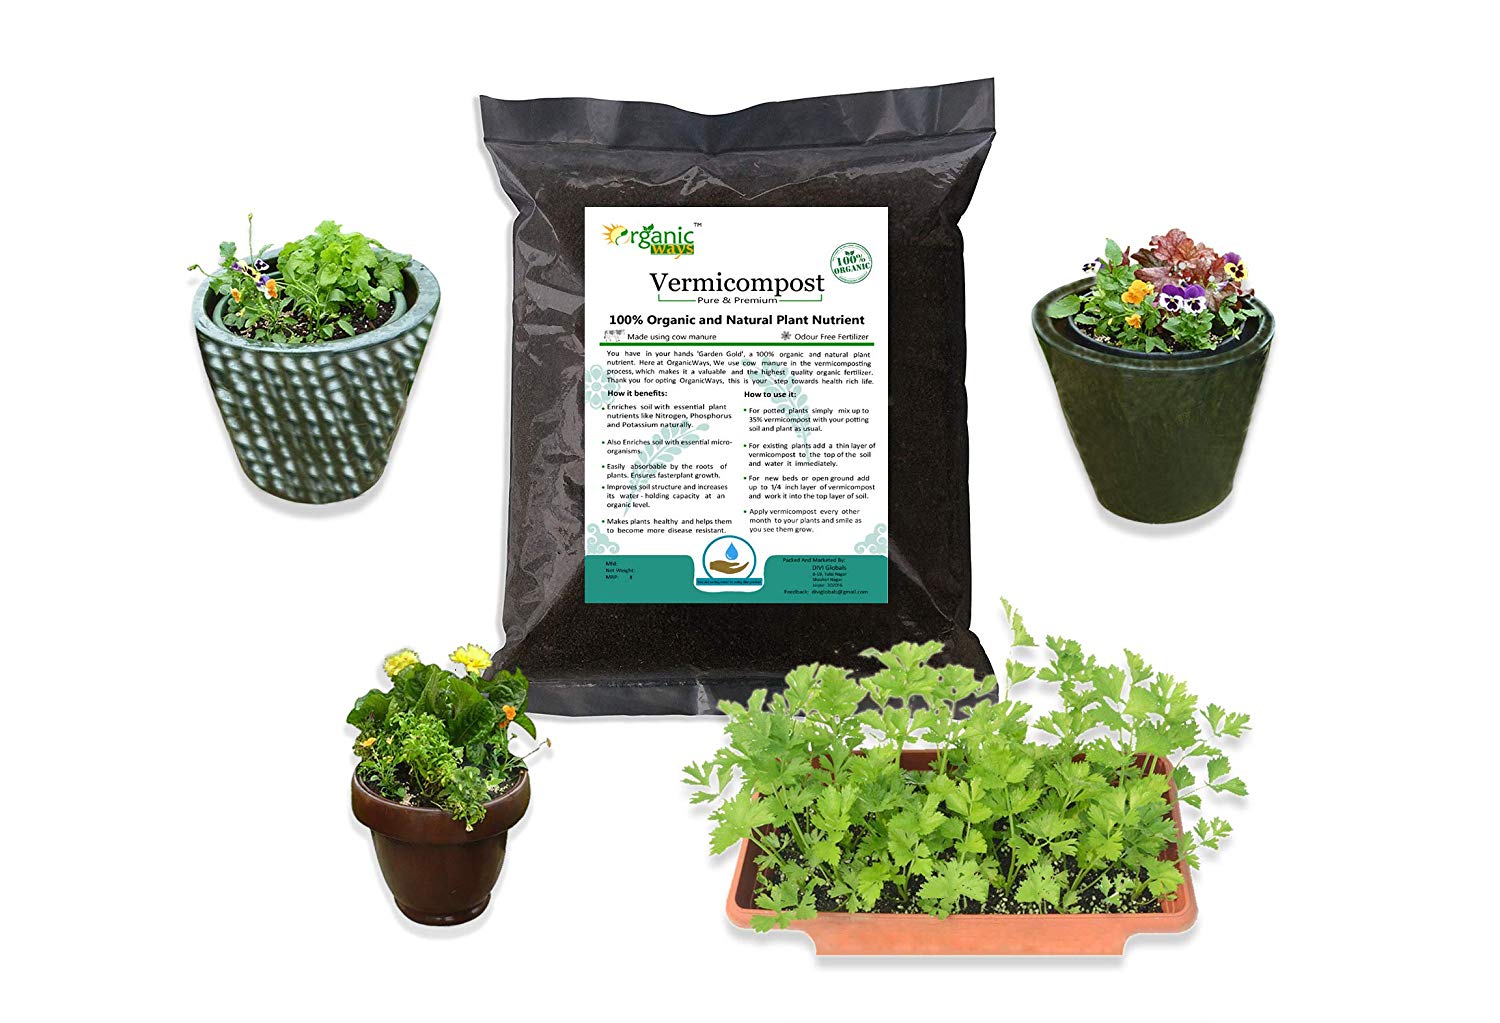 Organic ™
ways
100%
ORGANIC
Vermicompost
Pure & Premium
100% Organic and Natural Plant Nutrient
Made using cow manure
Odour Free Fertilizer
You have in your hands 'Garden Gold', a 100% organic and natural plant
nutrient. Here at OrganicWays, We use cow manure in the vermicomposting
process, which makes it a valuable and the highest quality organic fertilizer.
Thank you for opting OrganicWays, this is your step towards health rich life.
How it benefits:
• Enriches soil with essential plant
nutrients like Nitrogen, Phosphorus
and Potassium naturally.
• Also Enriches soil with essential micro-
organisms.
• Easily absorbable by the roots of
plants. Ensures fasterplant growth.
• Improves soil structure and increases
its water - holding capacity at an
organic level.
• Makes plants healthy and helps them
to become more disease resistant.
How to use it:
• For potted plants simply mix up to
35% vermicompost with your potting
soil and plant as usual.
• For existing plants add a thin layer of
vermicompost to the top of the soil
and water it immediately.
• For new beds or open ground add
up to 1/4 inch layer of vermicompost
and work it into the top layer of soil.
• Apply vermicompost every other
month to your plants and smile as
you see them grow.
Mfd:
Net Weight:
MRP:
Packed And Marketed By:
DIVI Globals
Nagar
Nagar
Jaipur
Feedback: diviglobals@gmail.com